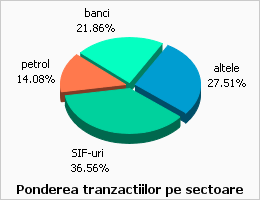 banci
21.86%
petrol
14.08%
altele
27.51%
SIF-uri
36.56%
Ponderea tranzactiilor pe sectoare